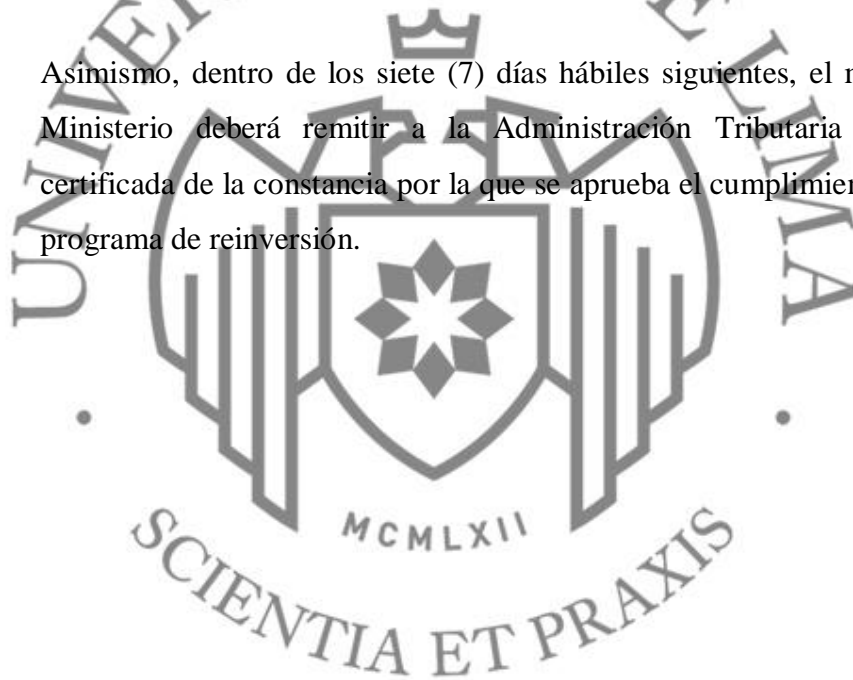 Asimismo, dentro de los siete (7) días hábiles siguientes, el
Ministerio deberá remitir a la Administración Tributaria
certificada de la constancia por la que se aprueba el
programa de reinversión.
LIMA
MCMLXII
SCIENTIA ET PRAXIS